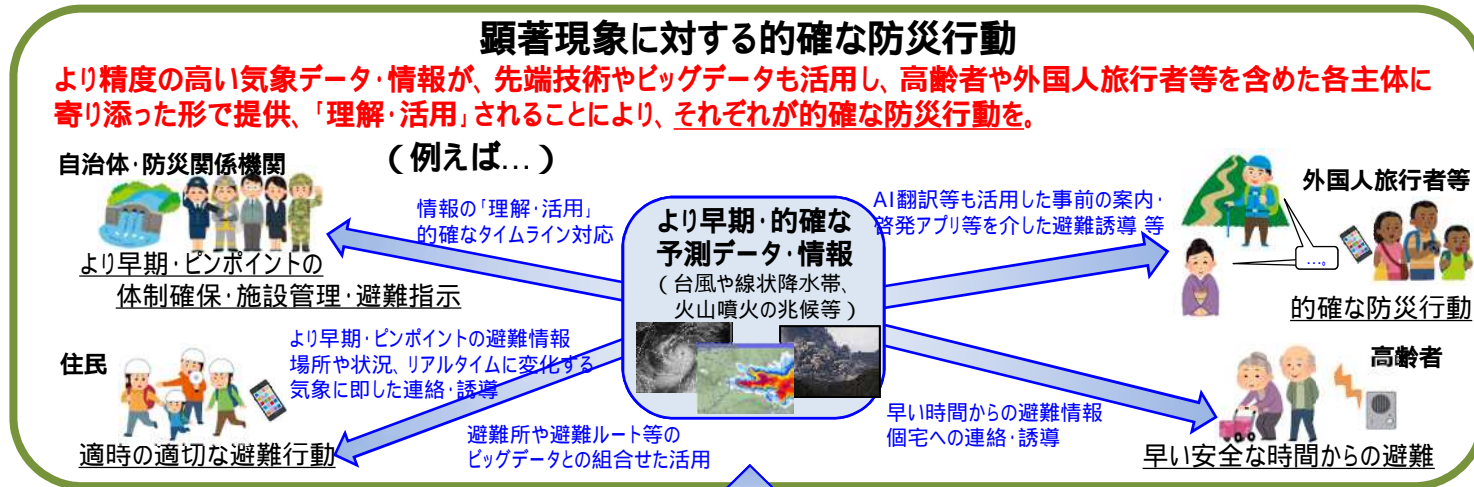 顕著現象に対する的確な防災行動
より精度の高い気象データ・情報が、先端技術やビッグデータも活用し、高齢者や外国人旅行者等を含めた各主体に
寄り添った形で提供、「理解・活用」されることにより、それぞれが的確な防災行動を。
(例えば...)
自治体・防災関係機関
情報の「理解・活用」
的確なタイムライン対応
より早期・ピンポイントの
体制確保・施設管理・避難指示
より早期・的確な
予測データ・情報
(台風や線状降水帯、
火山噴火の兆候等)
AI翻訳等も活用した事前の案内・
啓発アプリ等を介した避難誘導 等
外国人旅行者等
…。
的確な防災行動
住民
より早期・ピンポイントの避難情報
場所や状況、リアルタイムに変化する
気象に即した連絡・誘導
適時の適切な避難行動
避難所や避難ルート等の
ビッグデータとの組合せた活用
早い時間からの避難情報
個宅への連絡・誘導
高齢者
早い安全な時間からの避難